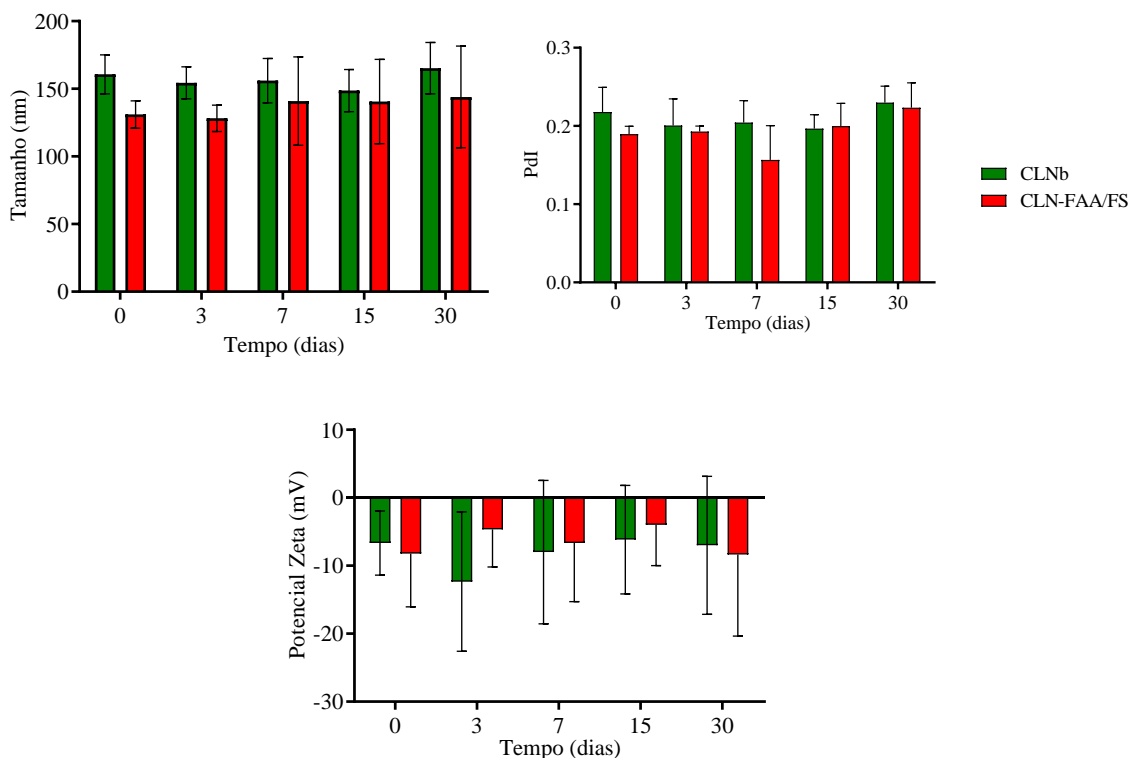 200
150
100
50
0
Tamanho (nm)
0 3 7 15 30
Tempo (dias)
0.3
0.2
0.1
0.0
PdI
0 3 7 15 30
Tempo (dias)
CLNb
CLN-FAA/FS
10
0
-10
-20
-30
Potencial Zeta (mV)
0 3 7 15 30
Tempo (dias)